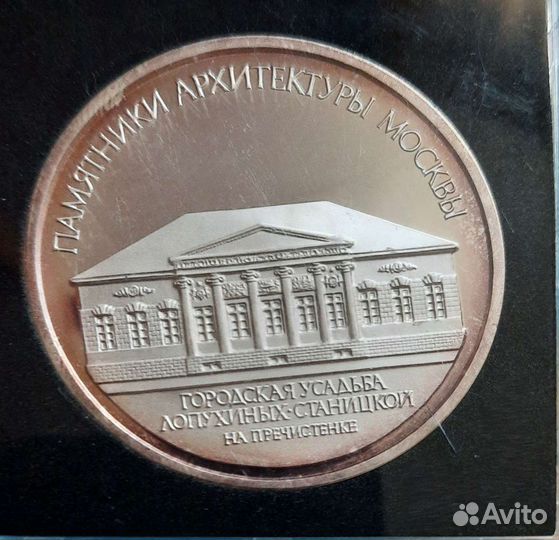 ПАМЯТНИКИ АРХИТЕКТУРЫ МОСКВЫ
ГОРОДСКАЯ УСАДЬБА
ЛОПУХИНЫХ-СТАНИЦКОЙ
НА ПРЕЧИСТЕНКЕ
Avito